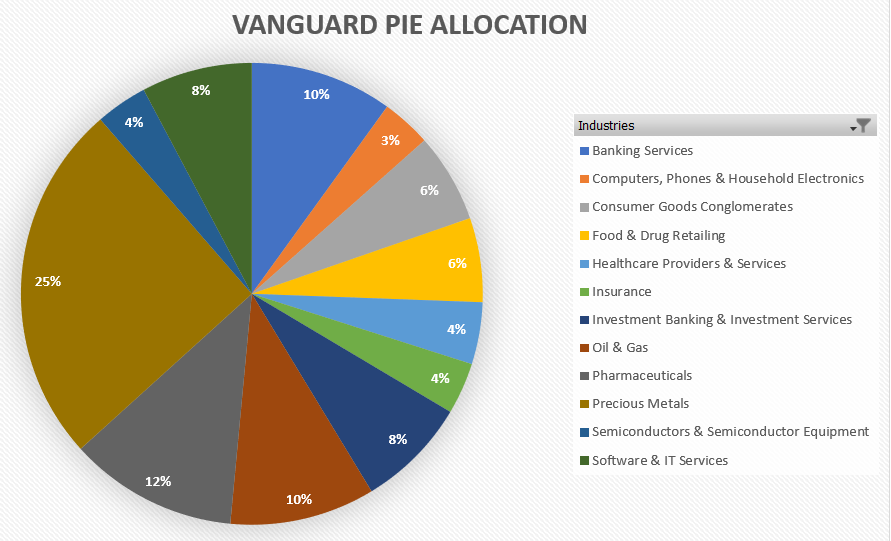 VANGUARD PIE ALLOCATION
8%
10%
4%
3%
6%
6%
25%
4%
4%
8%
12%
10%
Industries
Banking Services
Computers, Phones & Household Electronics
Consumer Goods Conglomerates
Food & Drug Retailing
Healthcare Providers & Services
Insurance
Investment Banking & Investment Services
Oil & Gas
Pharmaceuticals
Precious Metals
Semiconductors & Semiconductor Equipment
Software & IT Services